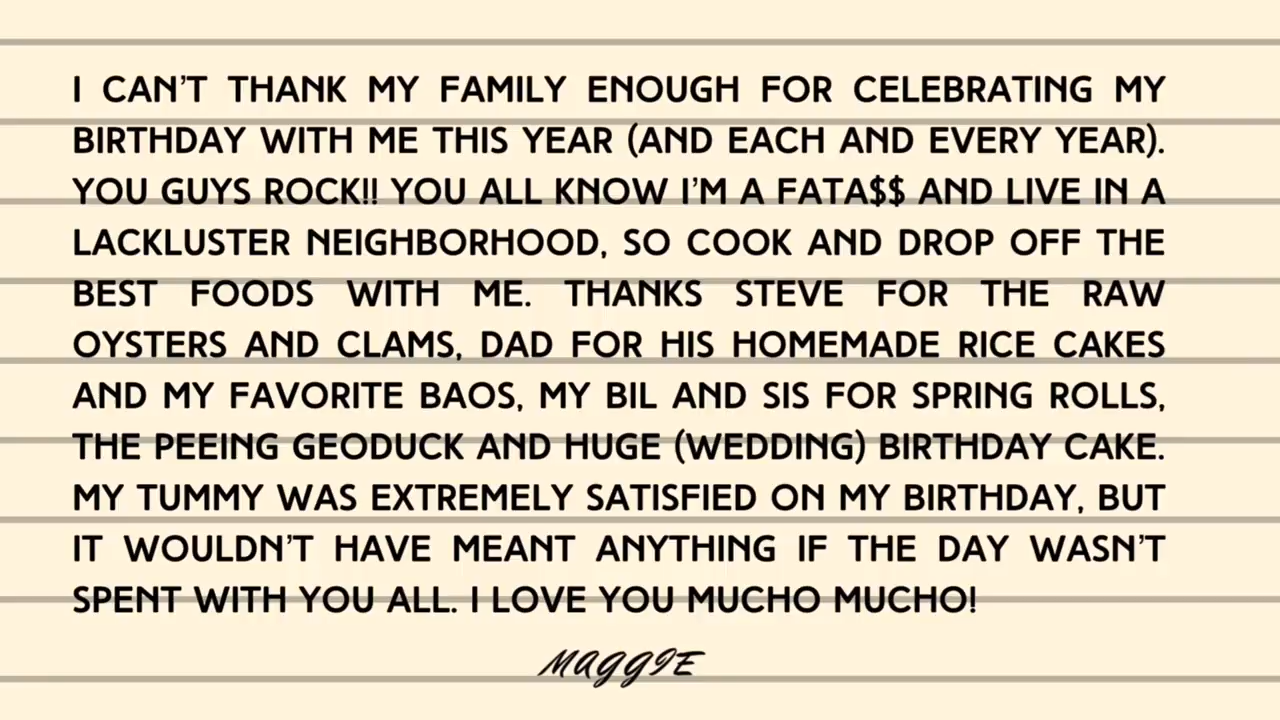 I CAN'T THANK MY FAMILY ENOUGH FOR CELEBRATING MY
BIRTHDAY WITH ME THIS YEAR (AND EACH AND EVERY YEAR).
YOU GUYS ROCK!! YOU ALL KNOW I'M A FATA$$ AND LIVE IN A
LACKLUSTER NEIGHBORHOOD, SO COOK AND DROP OFF THE
BEST FOODS WITH ME. THANKS STEVE FOR THE RAW
OYSTERS AND CLAMS, DAD FOR HIS HOMEMADE RICE CAKES
AND MY FAVORITE BAOS, MY BIL AND SIS FOR SPRING ROLLS,
THE PEEING GEODUCK AND HUGE (WEDDING) BIRTHDAY CAKE.
MY TUMMY WAS EXTREMELY SATISFIED ON MY BIRTHDAY, BUT
IT WOULDN'T HAVE MEANT ANYTHING IF THE DAY WASN'T
SPENT WITH YOU ALL. I LOVE YOU MUCHO MUCHO!
MAGGIE